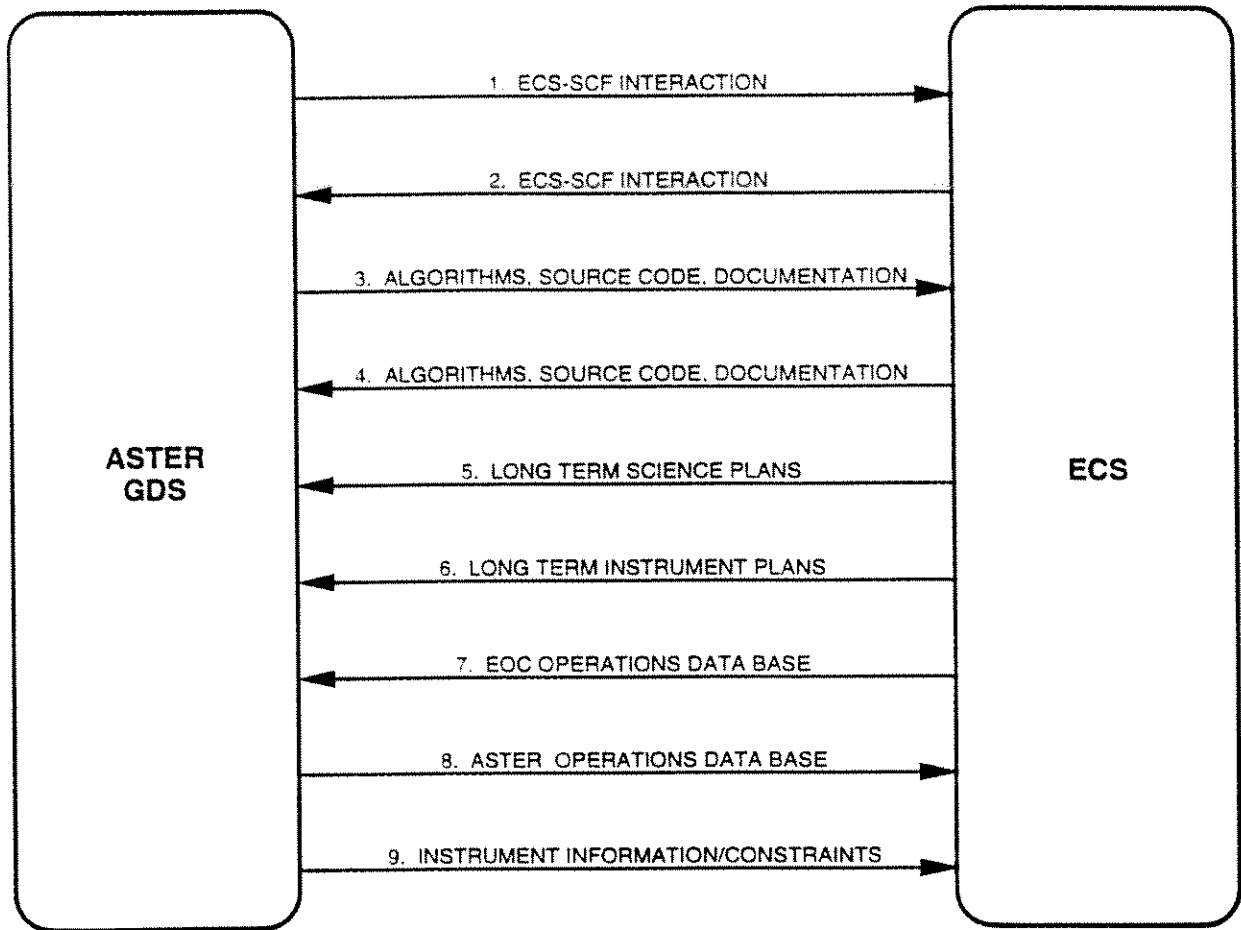 1. ECS-SCF INTERACTION
2. ECS-SCF INTERACTION
3. ALGORITHMS, SOURCE CODE, DOCUMENTATION
4. ALGORITHMS, SOURCE CODE, DOCUMENTATION
ASTER
GDS
5. LONG TERM SCIENCE PLANS
ECS
6. LONG TERM INSTRUMENT PLANS
7. EOC OPERATIONS DATA BASE
8. ASTER OPERATIONS DATA BASE
9. INSTRUMENT INFORMATION/CONSTRAINTS